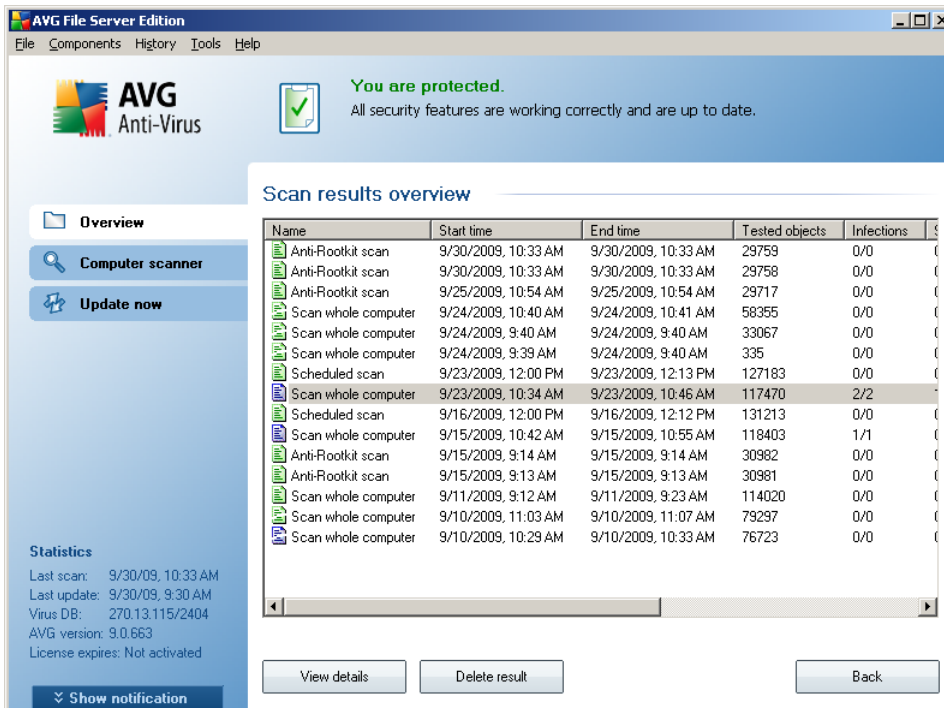 AVG File Server Edition
File Components History Tools Help
AVG
Anti-Virus
You are protected.
All security features are working correctly and are up to date.
Overview
Computer scanner
Update now
Scan results overview
Name Start time End time Tested objects Infections
Anti-Rootkit scan 9/30/2009, 10:33 AM 9/30/2009, 10:33 AM 29759 0/0
Anti-Rootkit scan 9/30/2009, 10:33 AM 9/30/2009, 10:33 AM 29758 0/0
Anti-Rootkit scan 9/25/2009, 10:54 AM 9/25/2009, 10:54 AM 29717 0/0
Scan whole computer 9/24/2009, 10:40 AM 9/24/2009, 10:41 AM 58355 0/0
Scan whole computer 9/24/2009, 9:40 AM 9/24/2009, 9:40 AM 33067 0/0
Scan whole computer 9/24/2009, 9:39 AM 9/24/2009, 9:40 AM 335 0/0
Scheduled scan 9/23/2009, 12:00 PM 9/23/2009, 12:13 PM 127183 0/0
Scan whole computer 9/23/2009, 10:34 AM 9/23/2009, 10:46 AM 117470 2/2
Scheduled scan 9/16/2009, 12:00 PM 9/16/2009, 12:12 PM 131213 0/0
Scan whole computer 9/15/2009, 10:42 AM 9/15/2009, 10:55 AM 118403 1/1
Anti-Rootkit scan 9/15/2009, 9:14 AM 9/15/2009, 9:14 AM 30982 0/0
Anti-Rootkit scan 9/15/2009, 9:13 AM 9/15/2009, 9:13 AM 30981 0/0
Scan whole computer 9/11/2009, 9:12 AM 9/11/2009, 9:23 AM 114020 0/0
Scan whole computer 9/10/2009, 11:03 AM 9/10/2009, 11:07 AM 79297 0/0
Scan whole computer 9/10/2009, 10:29 AM 9/10/2009, 10:33 AM 76723 0/0
Statistics
Last scan: 9/30/09, 10:33 AM
Last update: 9/30/09, 9:30 AM
Virus DB: 270.13.115/2404
AVG version: 9.0.663
License expires: Not activated
Show notification
View details
Delete result
Back